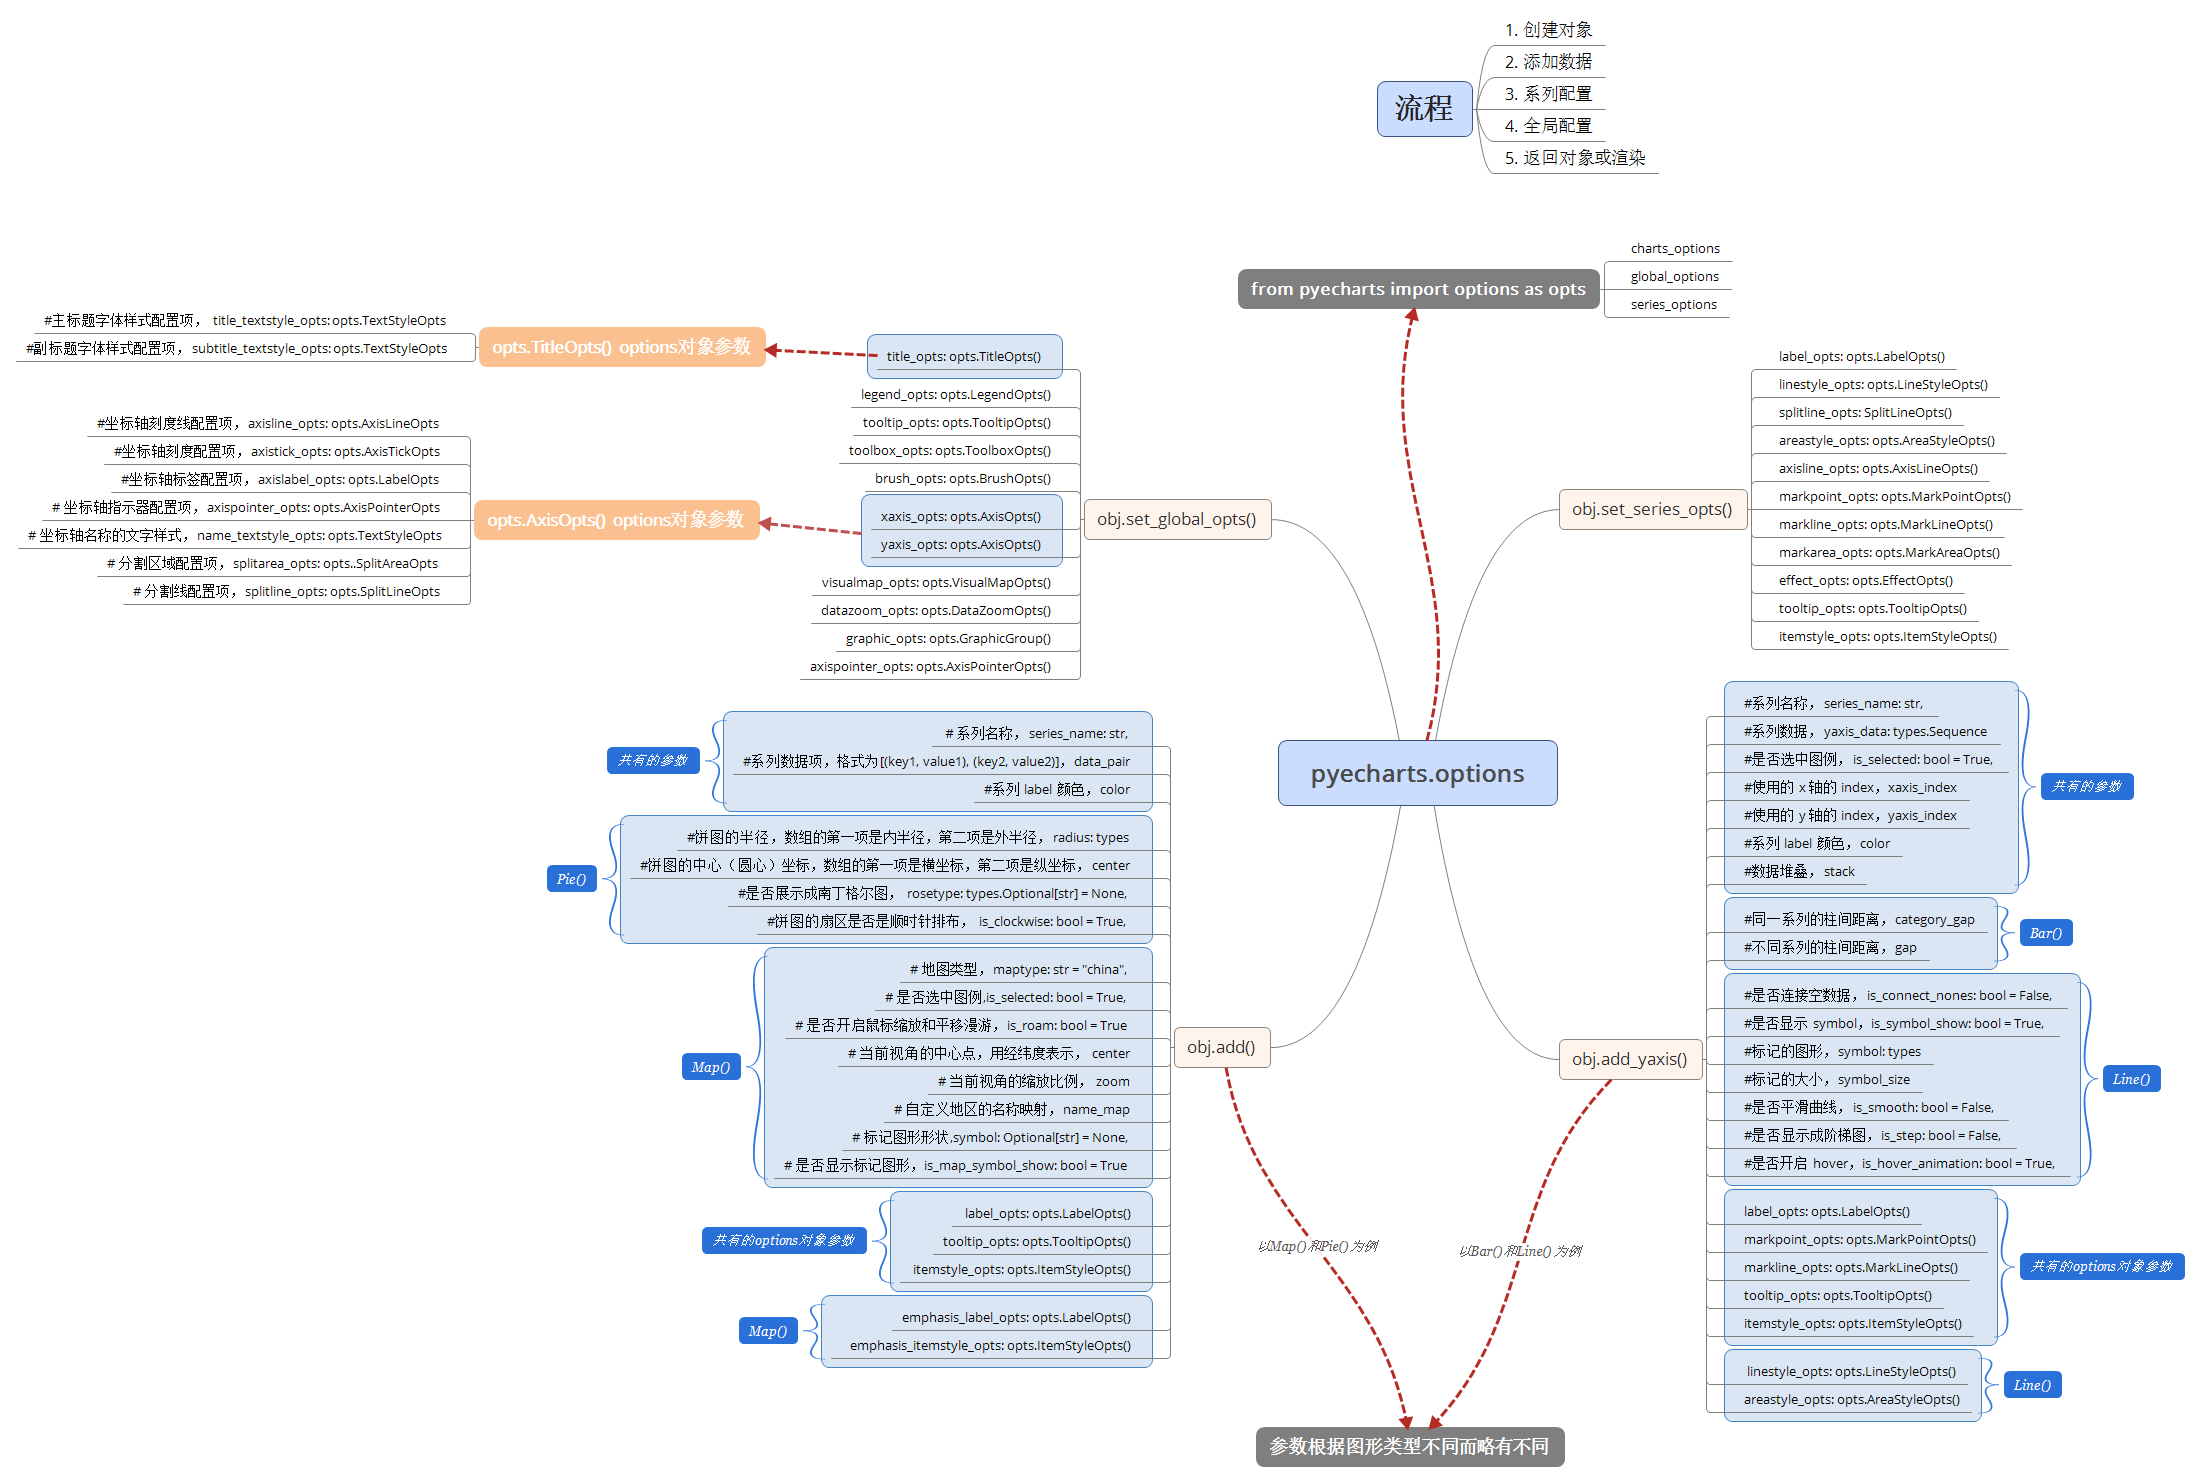 流程
1. 创建对象
2. 添加数据
3. 系列配置
4. 全局配置
5. 返回对象或渲染
from pyecharts import options as opts
charts_options
global_options
series_options
pyecharts.options
obj.set_global_opts()
title_opts: opts.TitleOpts()
legend_opts: opts.LegendOpts()
tooltip_opts: opts.TooltipOpts()
toolbox_opts: opts.ToolboxOpts()
brush_opts: opts.BrushOpts()
xaxis_opts: opts.AxisOpts()
yaxis_opts: opts.AxisOpts()
visualmap_opts: opts.VisualMapOpts()
datazoom_opts: opts.DataZoomOpts()
graphic_opts: opts.GraphicGroup()
axispointer_opts: opts.AxisPointerOpts()
opts.TitleOpts() options对象参数
#主标题字体样式配置项， title_textstyle_opts: opts.TextStyleOpts
#副标题字体样式配置项，subtitle_textstyle_opts: opts.TextStyleOpts
opts.AxisOpts() options对象参数
#坐标轴刻度线配置项，axisline_opts: opts.AxisLineOpts
#坐标轴刻度配置项，axistick_opts: opts.AxisTickOpts
#坐标轴标签配置项，axislabel_opts: opts.LabelOpts
# 坐标轴指示器配置项，axispointer_opts: opts.AxisPointerOpts
# 坐标轴名称的文字样式，name_textstyle_opts: opts.TextStyleOpts
# 分割区域配置项，splitarea_opts: opts..SplitAreaOpts
# 分割线配置项，splitline_opts: opts.SplitLineOpts
obj.set_series_opts()
label_opts: opts.LabelOpts()
linestyle_opts: opts.LineStyleOpts()
splitline_opts: SplitLineOpts()
areastyle_opts: opts.AreaStyleOpts()
axisline_opts: opts.AxisLineOpts()
markpoint_opts: opts.MarkPointOpts()
markline_opts: opts.MarkLineOpts()
markarea_opts: opts.MarkAreaOpts()
effect_opts: opts.EffectOpts()
tooltip_opts: opts.TooltipOpts()
itemstyle_opts: opts.ItemStyleOpts()
obj.add()
共有的参数
# 系列名称，series_name: str,
#系列数据项，格式为 [(key1, value1), (key2, value2)]，data_pair
#系列 label 颜色，color
Pie()
#饼图的半径，数组的第一项是内半径，第二项是外半径，radius: types
#饼图的中心（圆心）坐标，数组的第一项是横坐标，第二项是纵坐标，center
#是否展示成南丁格尔图， rosetype: types.Optional[str] = None,
#饼图的扇区是否是顺时针排布， is_clockwise: bool = True,
Map()
# 地图类型，maptype: str = "china",
# 是否选中图例,is_selected: bool = True,
# 是否开启鼠标缩放和平移漫游，is_roam: bool = True
# 当前视角的中心点，用经纬度表示， center
# 当前视角的缩放比例， zoom
# 自定义地区的名称映射，name_map
# 标记图形形状,symbol: Optional[str] = None,
# 是否显示标记图形，is_map_symbol_show: bool = True
共有的options对象参数
label_opts: opts.LabelOpts()
tooltip_opts: opts.TooltipOpts()
itemstyle_opts: opts.ItemStyleOpts()
Map()
emphasis_label_opts: opts.LabelOpts()
emphasis_itemstyle_opts: opts.ItemStyleOpts()
obj.add_yaxis()
#系列名称，series_name: str,
#系列数据，yaxis_data: types.Sequence
#是否选中图例，is_selected: bool = True,
#使用的 x 轴的 index，xaxis_index
#使用的 y 轴的 index，yaxis_index
#系列 label 颜色，color
#数据堆叠，stack
共有的参数
#同一系列的柱间距离，category_gap
#不同系列的柱间距离，gap
Bar()
#是否连接空数据，is_connect_nones: bool = False,
#是否显示 symbol，is_symbol_show: bool = True,
#标记的图形，symbol: types
#标记的大小，symbol_size
#是否平滑曲线，is_smooth: bool = False,
#是否显示成阶梯图，is_step: bool = False,
#是否开启 hover，is_hover_animation: bool = True,
Line()
label_opts: opts.LabelOpts()
markpoint_opts: opts.MarkPointOpts()
markline_opts: opts.MarkLineOpts()
tooltip_opts: opts.TooltipOpts()
itemstyle_opts: opts.ItemStyleOpts()
共有的options对象参数
linestyle_opts: opts.LineStyleOpts()
areastyle_opts: opts.AreaStyleOpts()
Line()
以Map()和Pie()为例
以Bar()和Line()为例
参数根据图形类型不同而略有不同